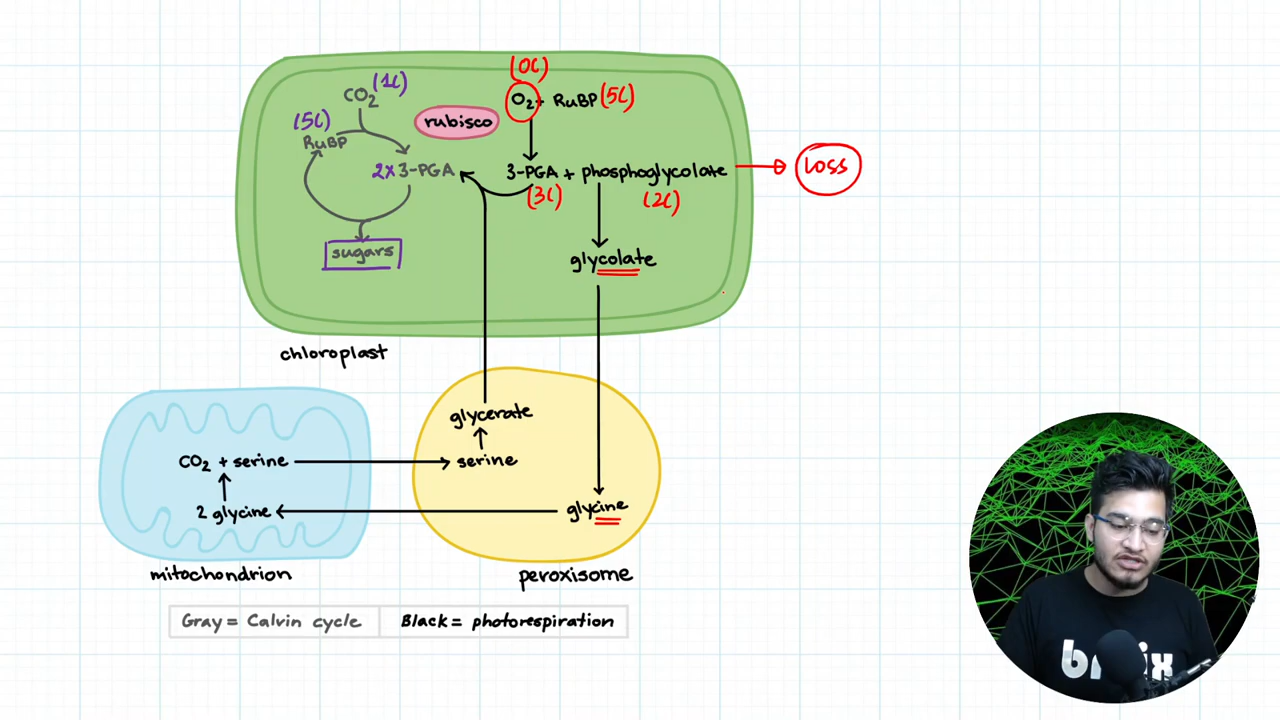 (0C)
CO2 (1C)
O2 + RuBP (5C)
(5C)
rubisco
RuBP
2x 3-PGA
3-PGA + phosphoglycolate
Loss
(3C)
(2C)
sugars
glycolate
chloroplast
glycerate
CO2 + serine
serine
2 glycine
glycine
mitochondrion
peroxisome
Gray = Calvin cycle
Black = photorespiration